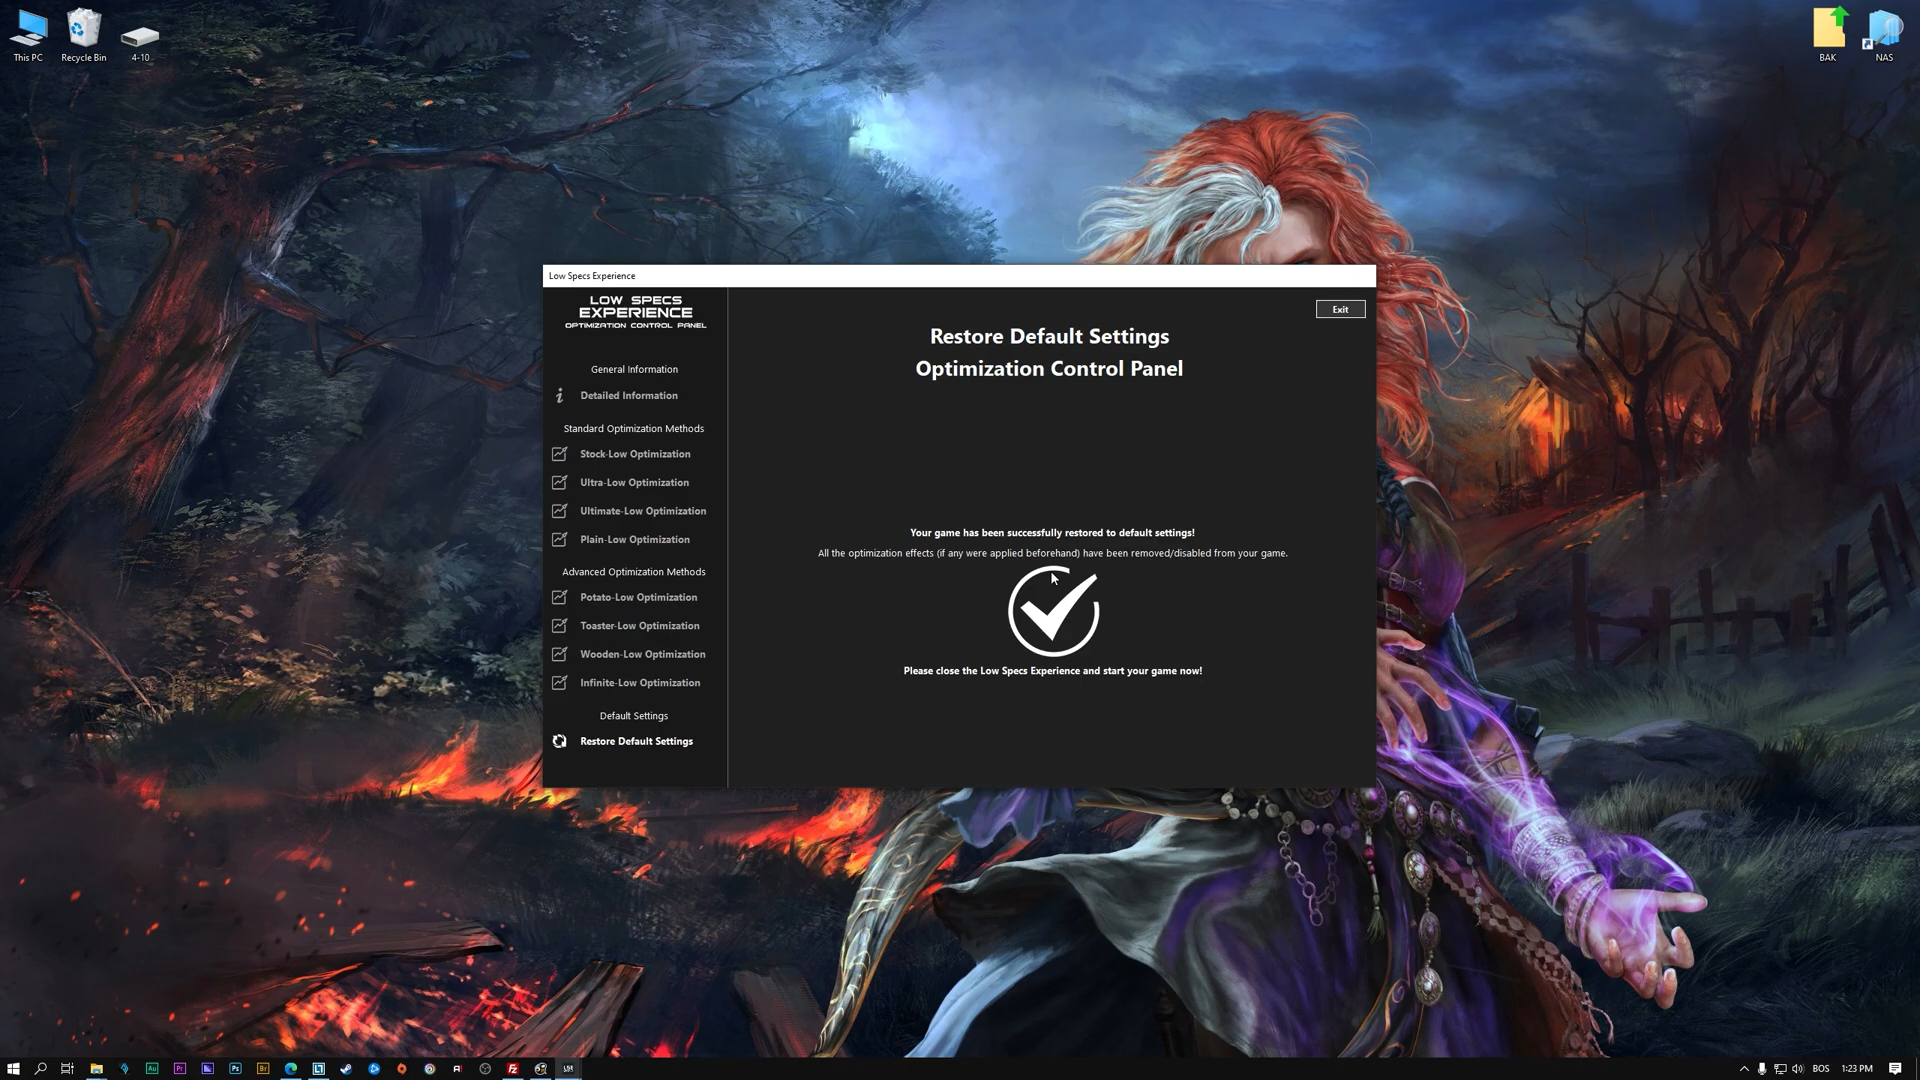 This PC
Recycle Bin
4-10
BAK
NAS
Low Specs Experience
LOW SPECS
EXPERIENCE
OPTIMIZATION CONTROL PANEL
General Information
Detailed Information
Standard Optimization Methods
Stock-Low Optimization
Ultra-Low Optimization
Ultimate-Low Optimization
Plain-Low Optimization
Advanced Optimization Methods
Potato-Low Optimization
Toaster-Low Optimization
Wooden-Low Optimization
Infinite-Low Optimization
Default Settings
Restore Default Settings
Exit
Restore Default Settings
Optimization Control Panel
Your game has been successfully restored to default settings!
All the optimization effects (if any were applied beforehand) have been removed/disabled from your game.
Please close the Low Specs Experience and start your game now!
Au
Pr
Ps
Br
BOS
1:23 PM